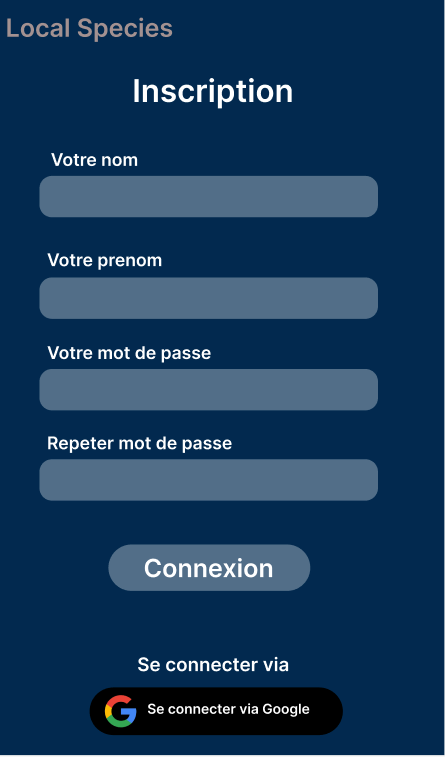 Local Species
Inscription
Votre nom
Votre prenom
Votre mot de passe
Repeter mot de passe
Connexion
Se connecter via
Se connecter via Google